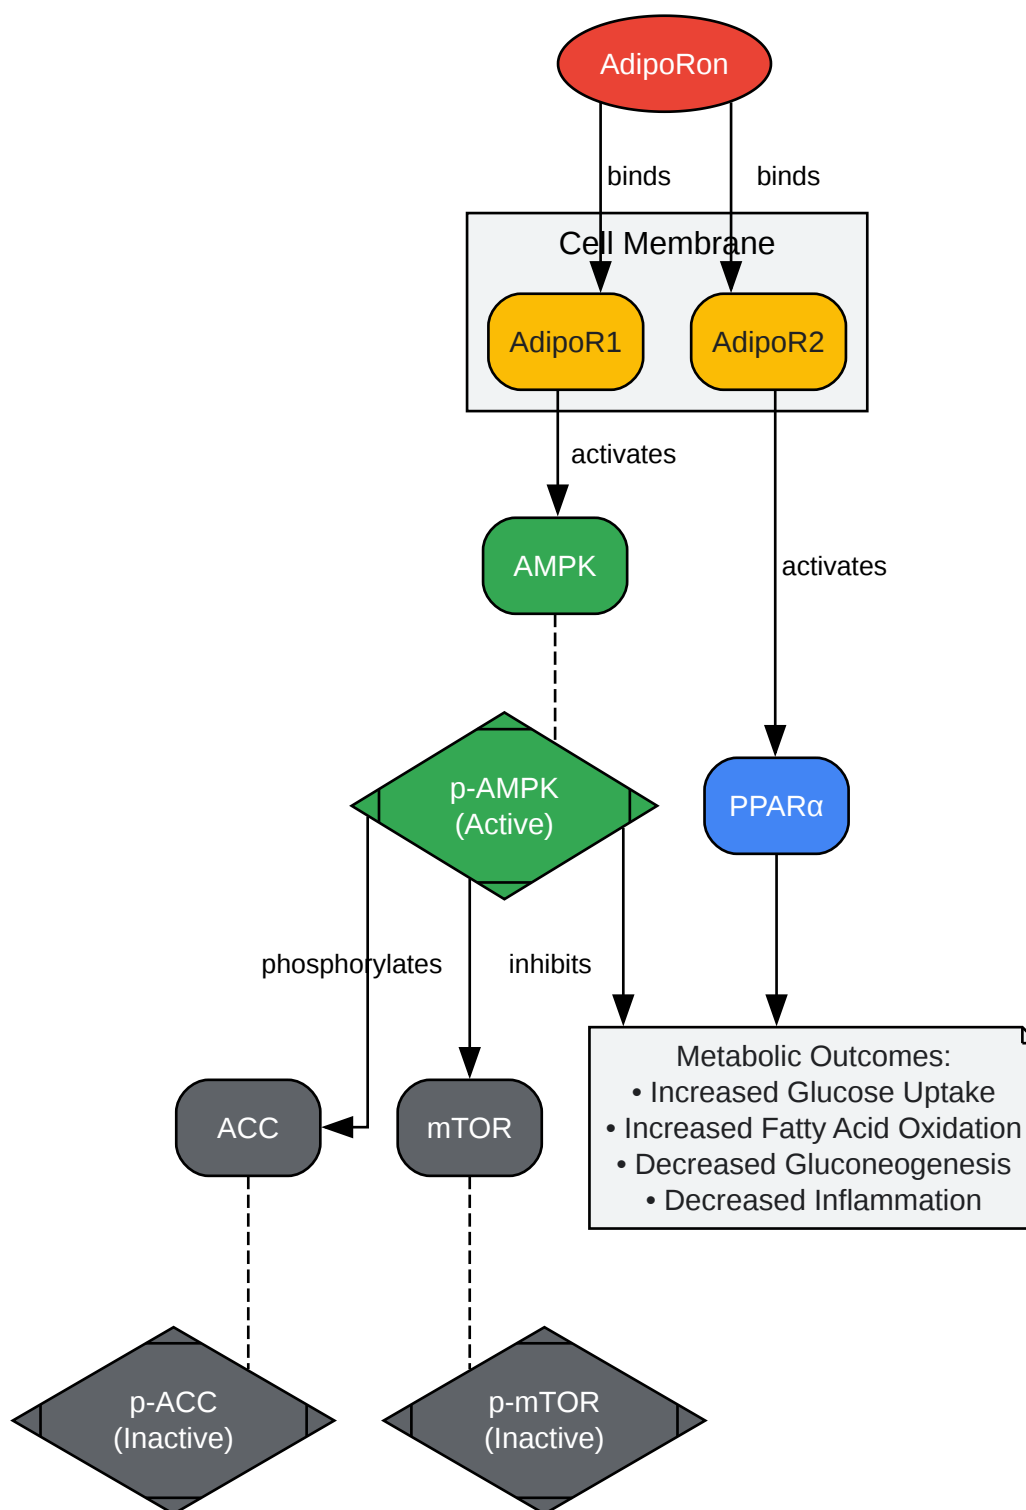 AdipoRon
binds
binds
Cell Membrane
AdipoR1
AdipoR2
activates
AMPK
activates
p-AMPK
(Active)
PPARα
phosphorylates
inhibits
Metabolic Outcomes:
• Increased Glucose Uptake
• Increased Fatty Acid Oxidation
• Decreased Gluconeogenesis
• Decreased Inflammation
ACC
mTOR
p-ACC
(Inactive)
p-mTOR
(Inactive)